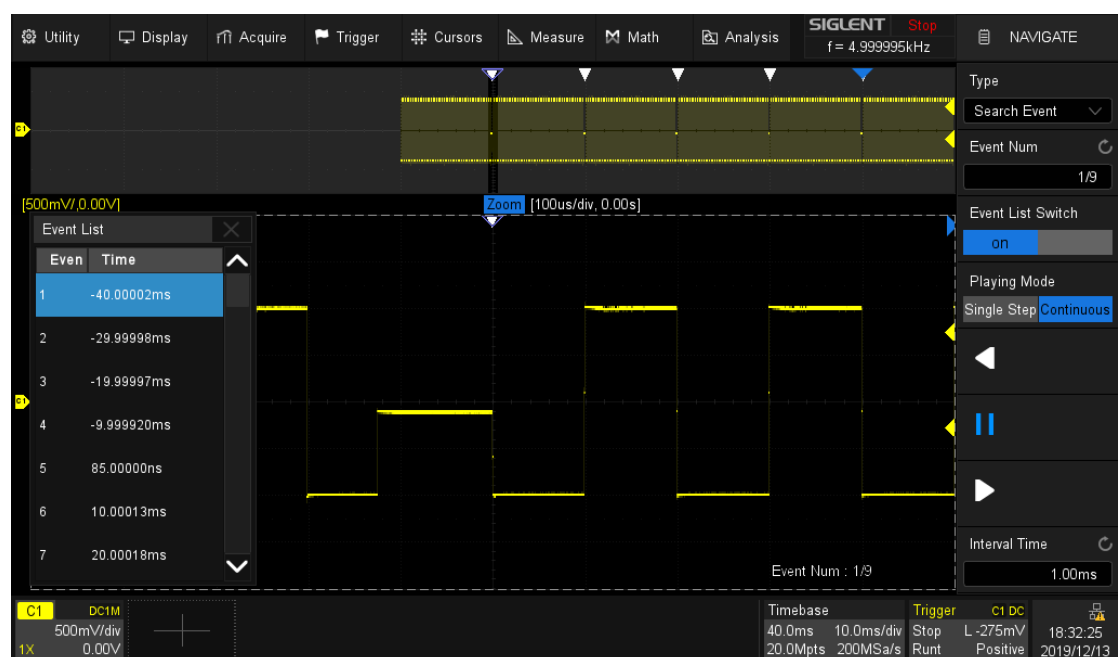 Utility Display Acquire Trigger Cursors Measure Math Analysis SIGLENT Stop NAVIGATE
f = 4.999995kHz
Type
Search Event
C1
Event Num
1/9
[500mV/,0.00V] Zoom [100us/div, 0.00s]
Event List Switch
on
Event List
Even Time
1 -40.00002ms
2 -29.99998ms
3 -19.99997ms
4 -9.999920ms
5 85.00000ns
6 10.00013ms
7 20.00018ms
C1
Playing Mode
Single Step Continuous
Interval Time
1.00ms
Event Num : 1/9
C1 DC1M
500mV/div
1X 0.00V
Timebase
40.0ms 10.0ms/div
20.0Mpts 200MSa/s
Trigger C1 DC
Stop L -275mV
Runt Positive
18:32:25
2019/12/13